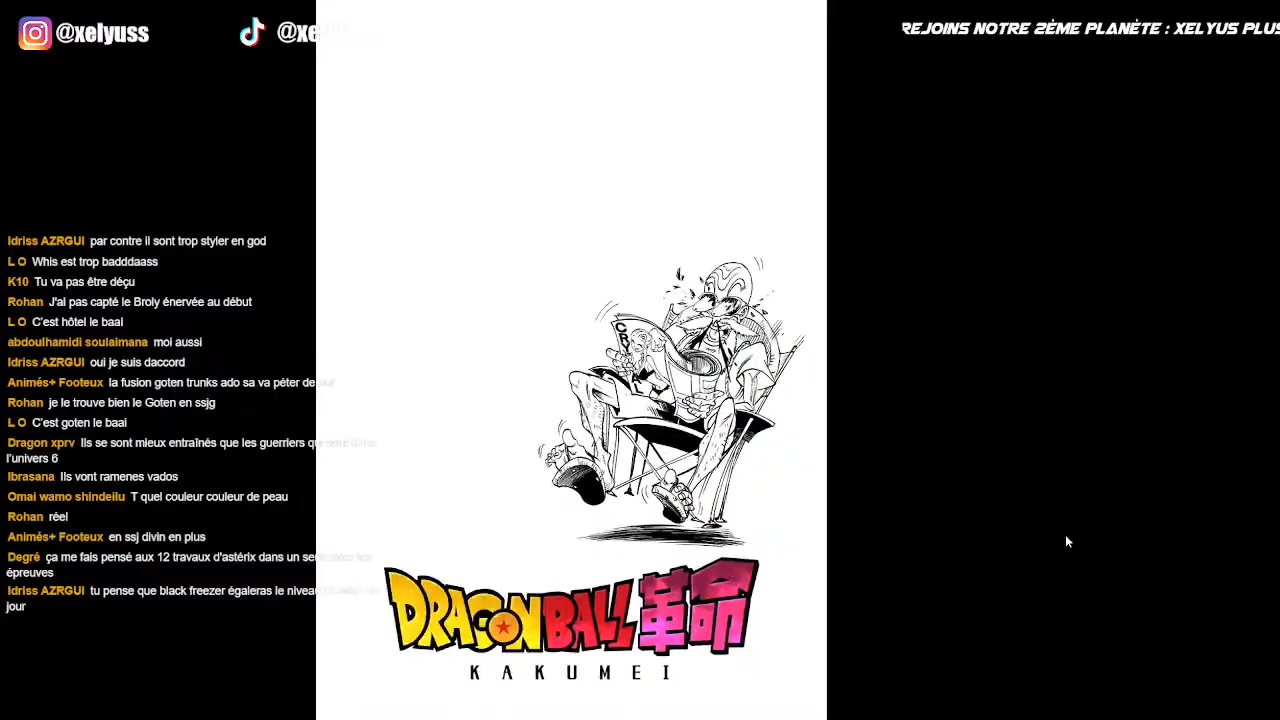 @xelyuss
@xe
REJOINS NOTRE 2ÈME PLANÈTE : XELYUS PLUS
Idriss AZRGUI par contre il sont trop styler en god
L O Whis est trop badddaass
K10 Tu va pas être déçu
Rohan J'ai pas capté le Broly énervée au début
L O C'est hôtel le baai
abdoulhamidi soulaimana moi aussi
Idriss AZRGUI oui je suis daccord
Animés+ Footeux la fusion goten trunks ado sa va péter de
Rohan je le trouve bien le Goten en ssjg
L O C'est goten le baai
Dragon xprv Ils se sont mieux entraînés que les guerriers
l'univers 6
Ibrasana Ils vont ramenes vados
Omai wamo shindeilu T quel couleur couleur de peau
Rohan réel
Animés+ Footeux en ssj divin en plus
Degré ça me fais pensé aux 12 travaux d'astérix dans un
épreuves
Idriss AZRGUI tu pense que black freezer égaleras le
jour
DRAGON BALL 革命
KAKUMEI